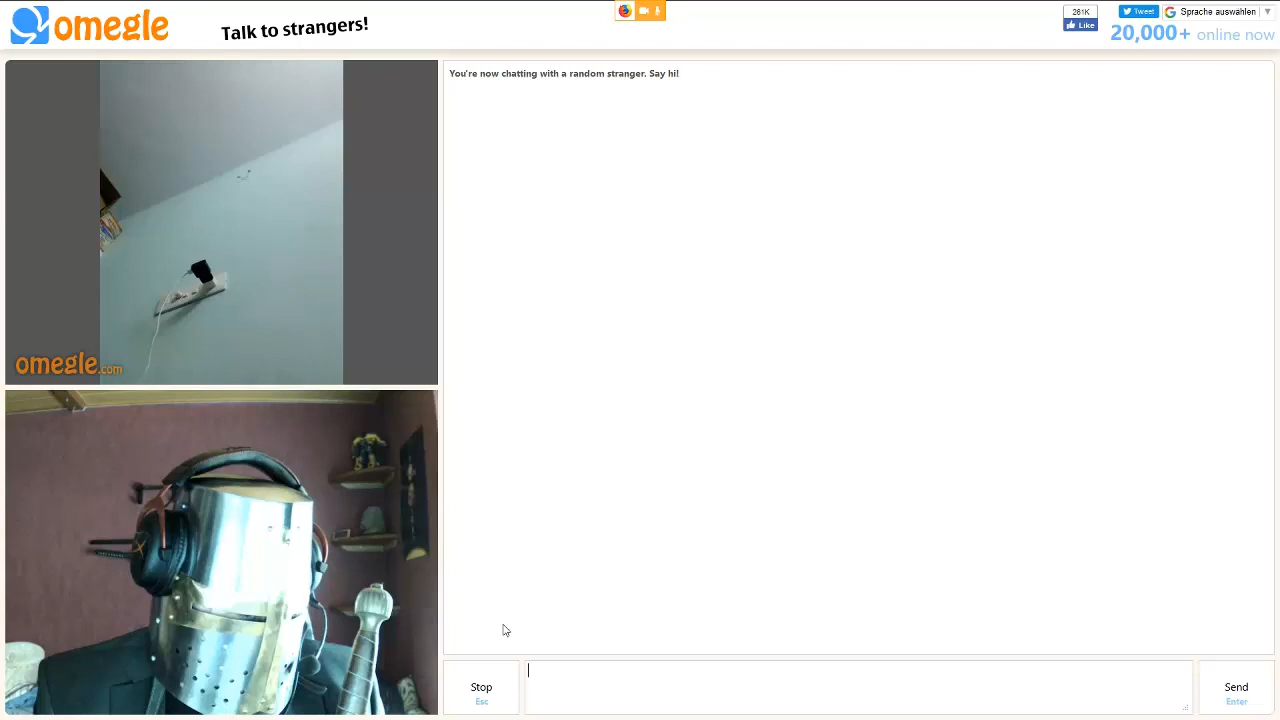 omegle
Talk to strangers!
281K
Like
Tweet
Sprache auswählen
20,000+ online now
You're now chatting with a random stranger. Say hi!
omegle.com
Stop
Esc
Send
Enter